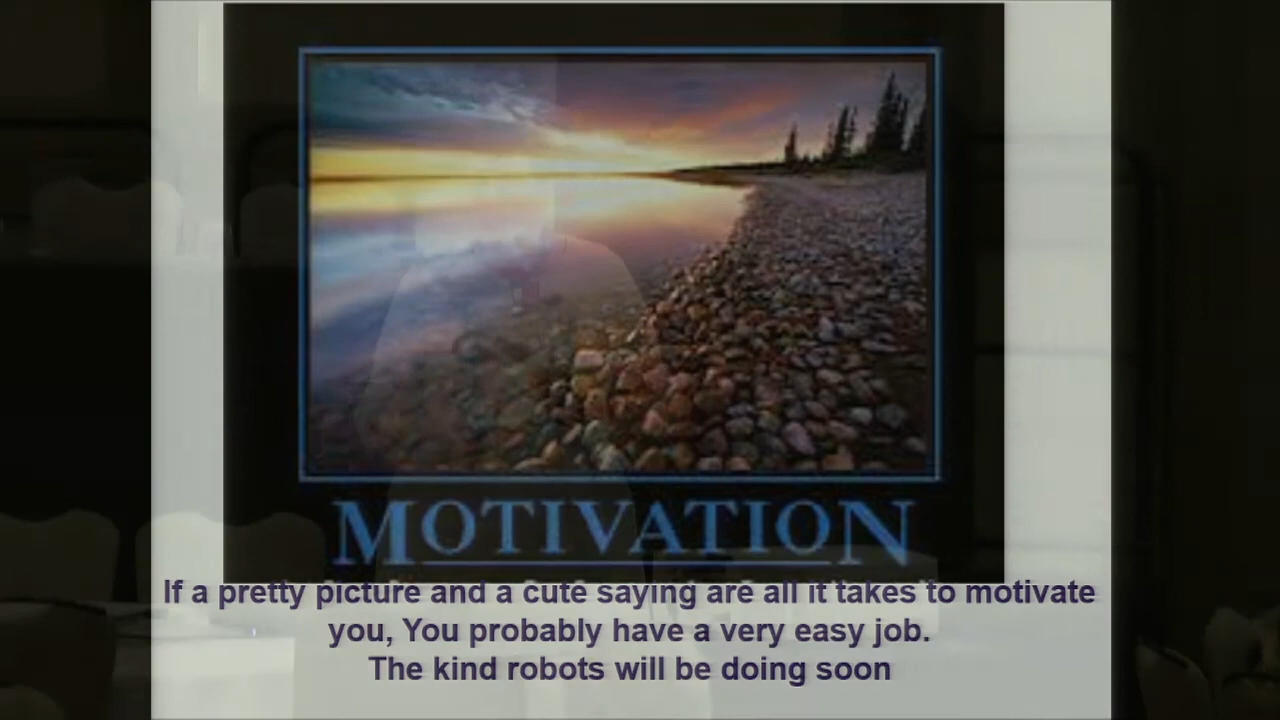 MOTIVATION
If a pretty picture and a cute saying are all it takes to motivate
you, You probably have a very easy job.
The kind robots will be doing soon